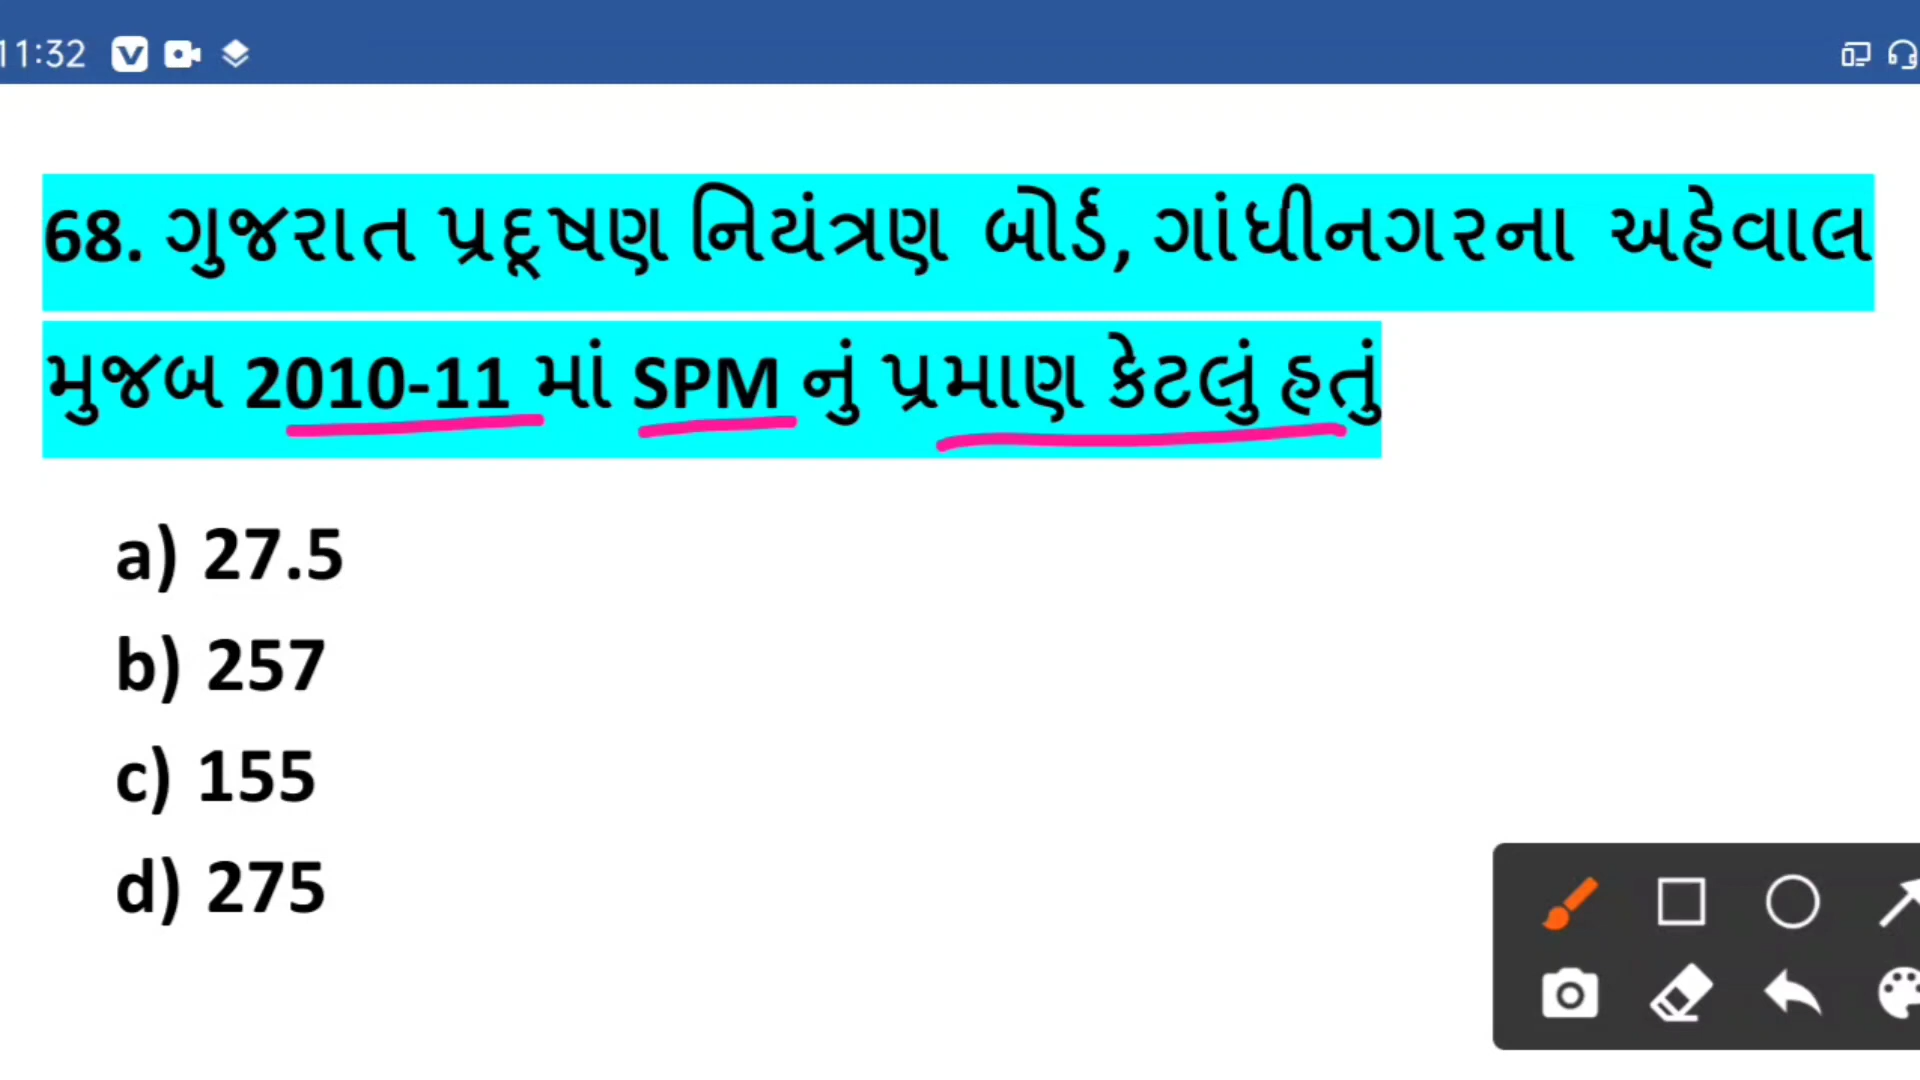 11:32
68. ગુજરાત પ્રદૂષણ નિયંત્રણ બોર્ડ, ગાંધીનગરના અહેવાલ
મુજબ 2010-11 માં SPM નું પ્રમાણ કેટલું હતું
a) 27.5
b) 257
c) 155
d) 275